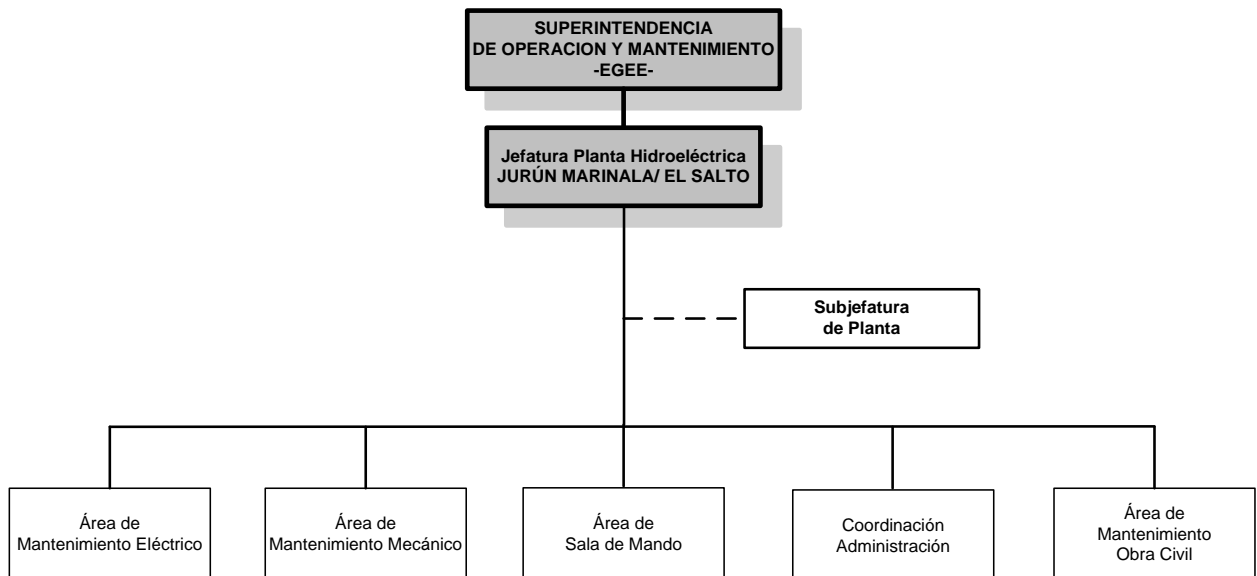 SUPERINTENDENCIA
DE OPERACION Y MANTENIMIENTO
-EGEE-
Jefatura Planta Hidroeléctrica
JURÚN MARINALA/ EL SALTO
Subjefatura
de Planta
Área de
Mantenimiento Eléctrico
Área de
Mantenimiento Mecánico
Área de
Sala de Mando
Coordinación
Administración
Área de
Mantenimiento
Obra Civil